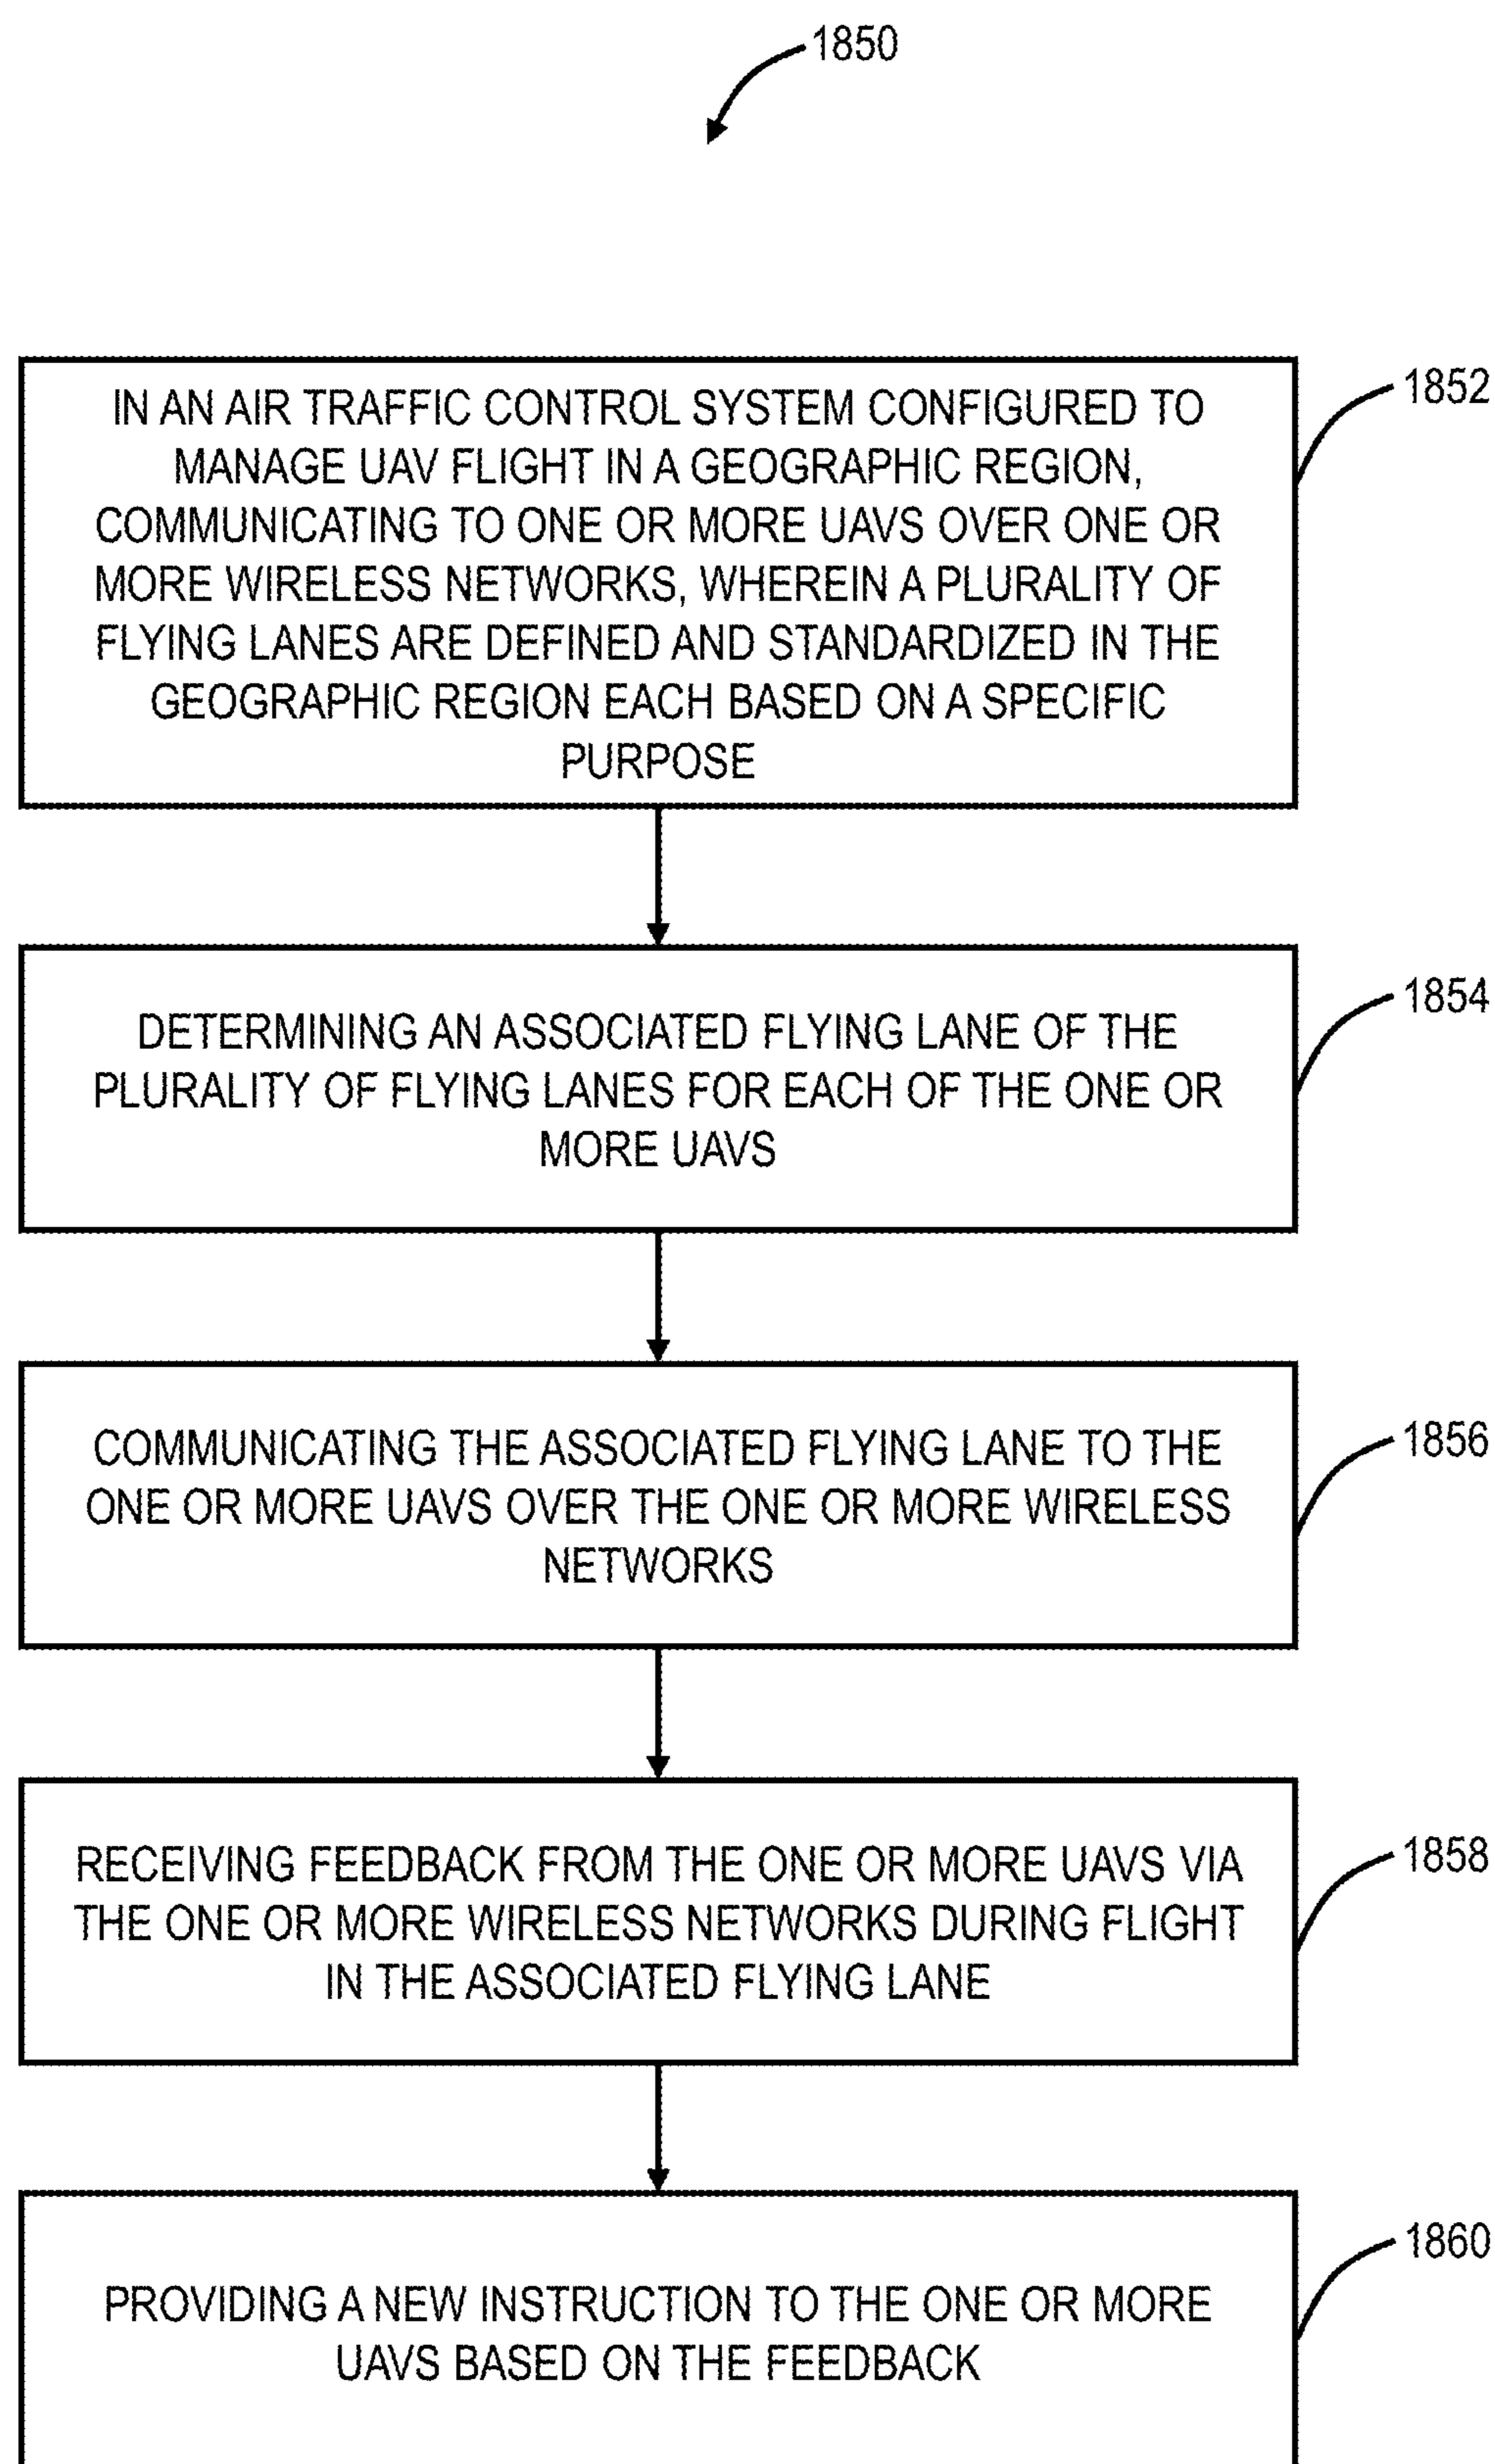 1850
IN AN AIR TRAFFIC CONTROL SYSTEM CONFIGURED TO
MANAGE UAV FLIGHT IN A GEOGRAPHIC REGION,
COMMUNICATING TO ONE OR MORE UAVS OVER ONE OR
MORE WIRELESS NETWORKS, WHEREIN A PLURALITY OF
FLYING LANES ARE DEFINED AND STANDARDIZED IN THE
GEOGRAPHIC REGION EACH BASED ON A SPECIFIC
PURPOSE
1852
DETERMINING AN ASSOCIATED FLYING LANE OF THE
PLURALITY OF FLYING LANES FOR EACH OF THE ONE OR
MORE UAVS
1854
COMMUNICATING THE ASSOCIATED FLYING LANE TO THE
ONE OR MORE UAVS OVER THE ONE OR MORE WIRELESS
NETWORKS
1856
RECEIVING FEEDBACK FROM THE ONE OR MORE UAVS VIA
THE ONE OR MORE WIRELESS NETWORKS DURING FLIGHT
IN THE ASSOCIATED FLYING LANE
1858
PROVIDING A NEW INSTRUCTION TO THE ONE OR MORE
UAVS BASED ON THE FEEDBACK
1860